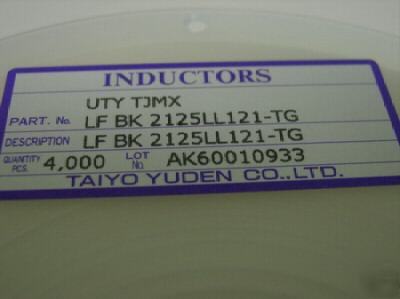 INDUCTORS
UTY TJMX
PART. No. LF BK 2125LL121-TG
DESCRIPTION LF BK 2125LL121-TG
QUANTITY PCS. 4,000 LOT No. AK60010933
TAIYO YUDEN CO.,LTD.